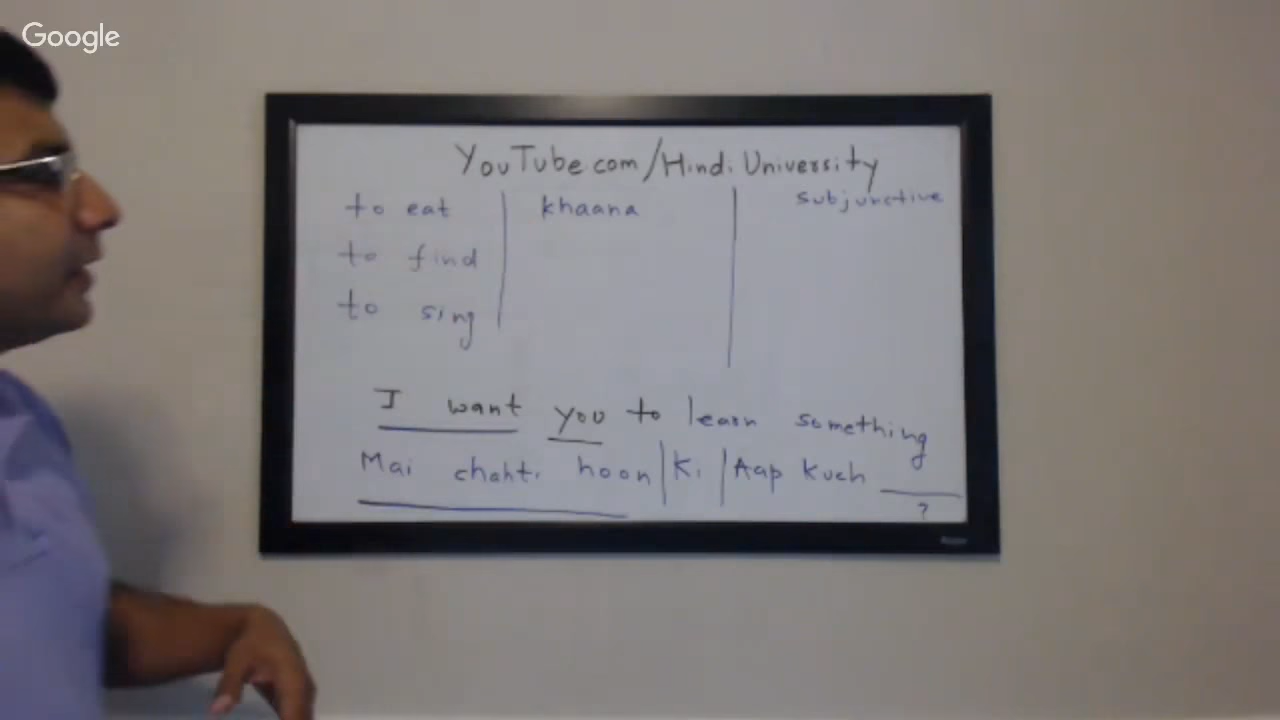 Google
YouTube.com/Hindi University
to eat khaana subjunctive
to find
to sing
I want you to learn something
Mai chahti hoon | Ki | Aap kuch ___
?